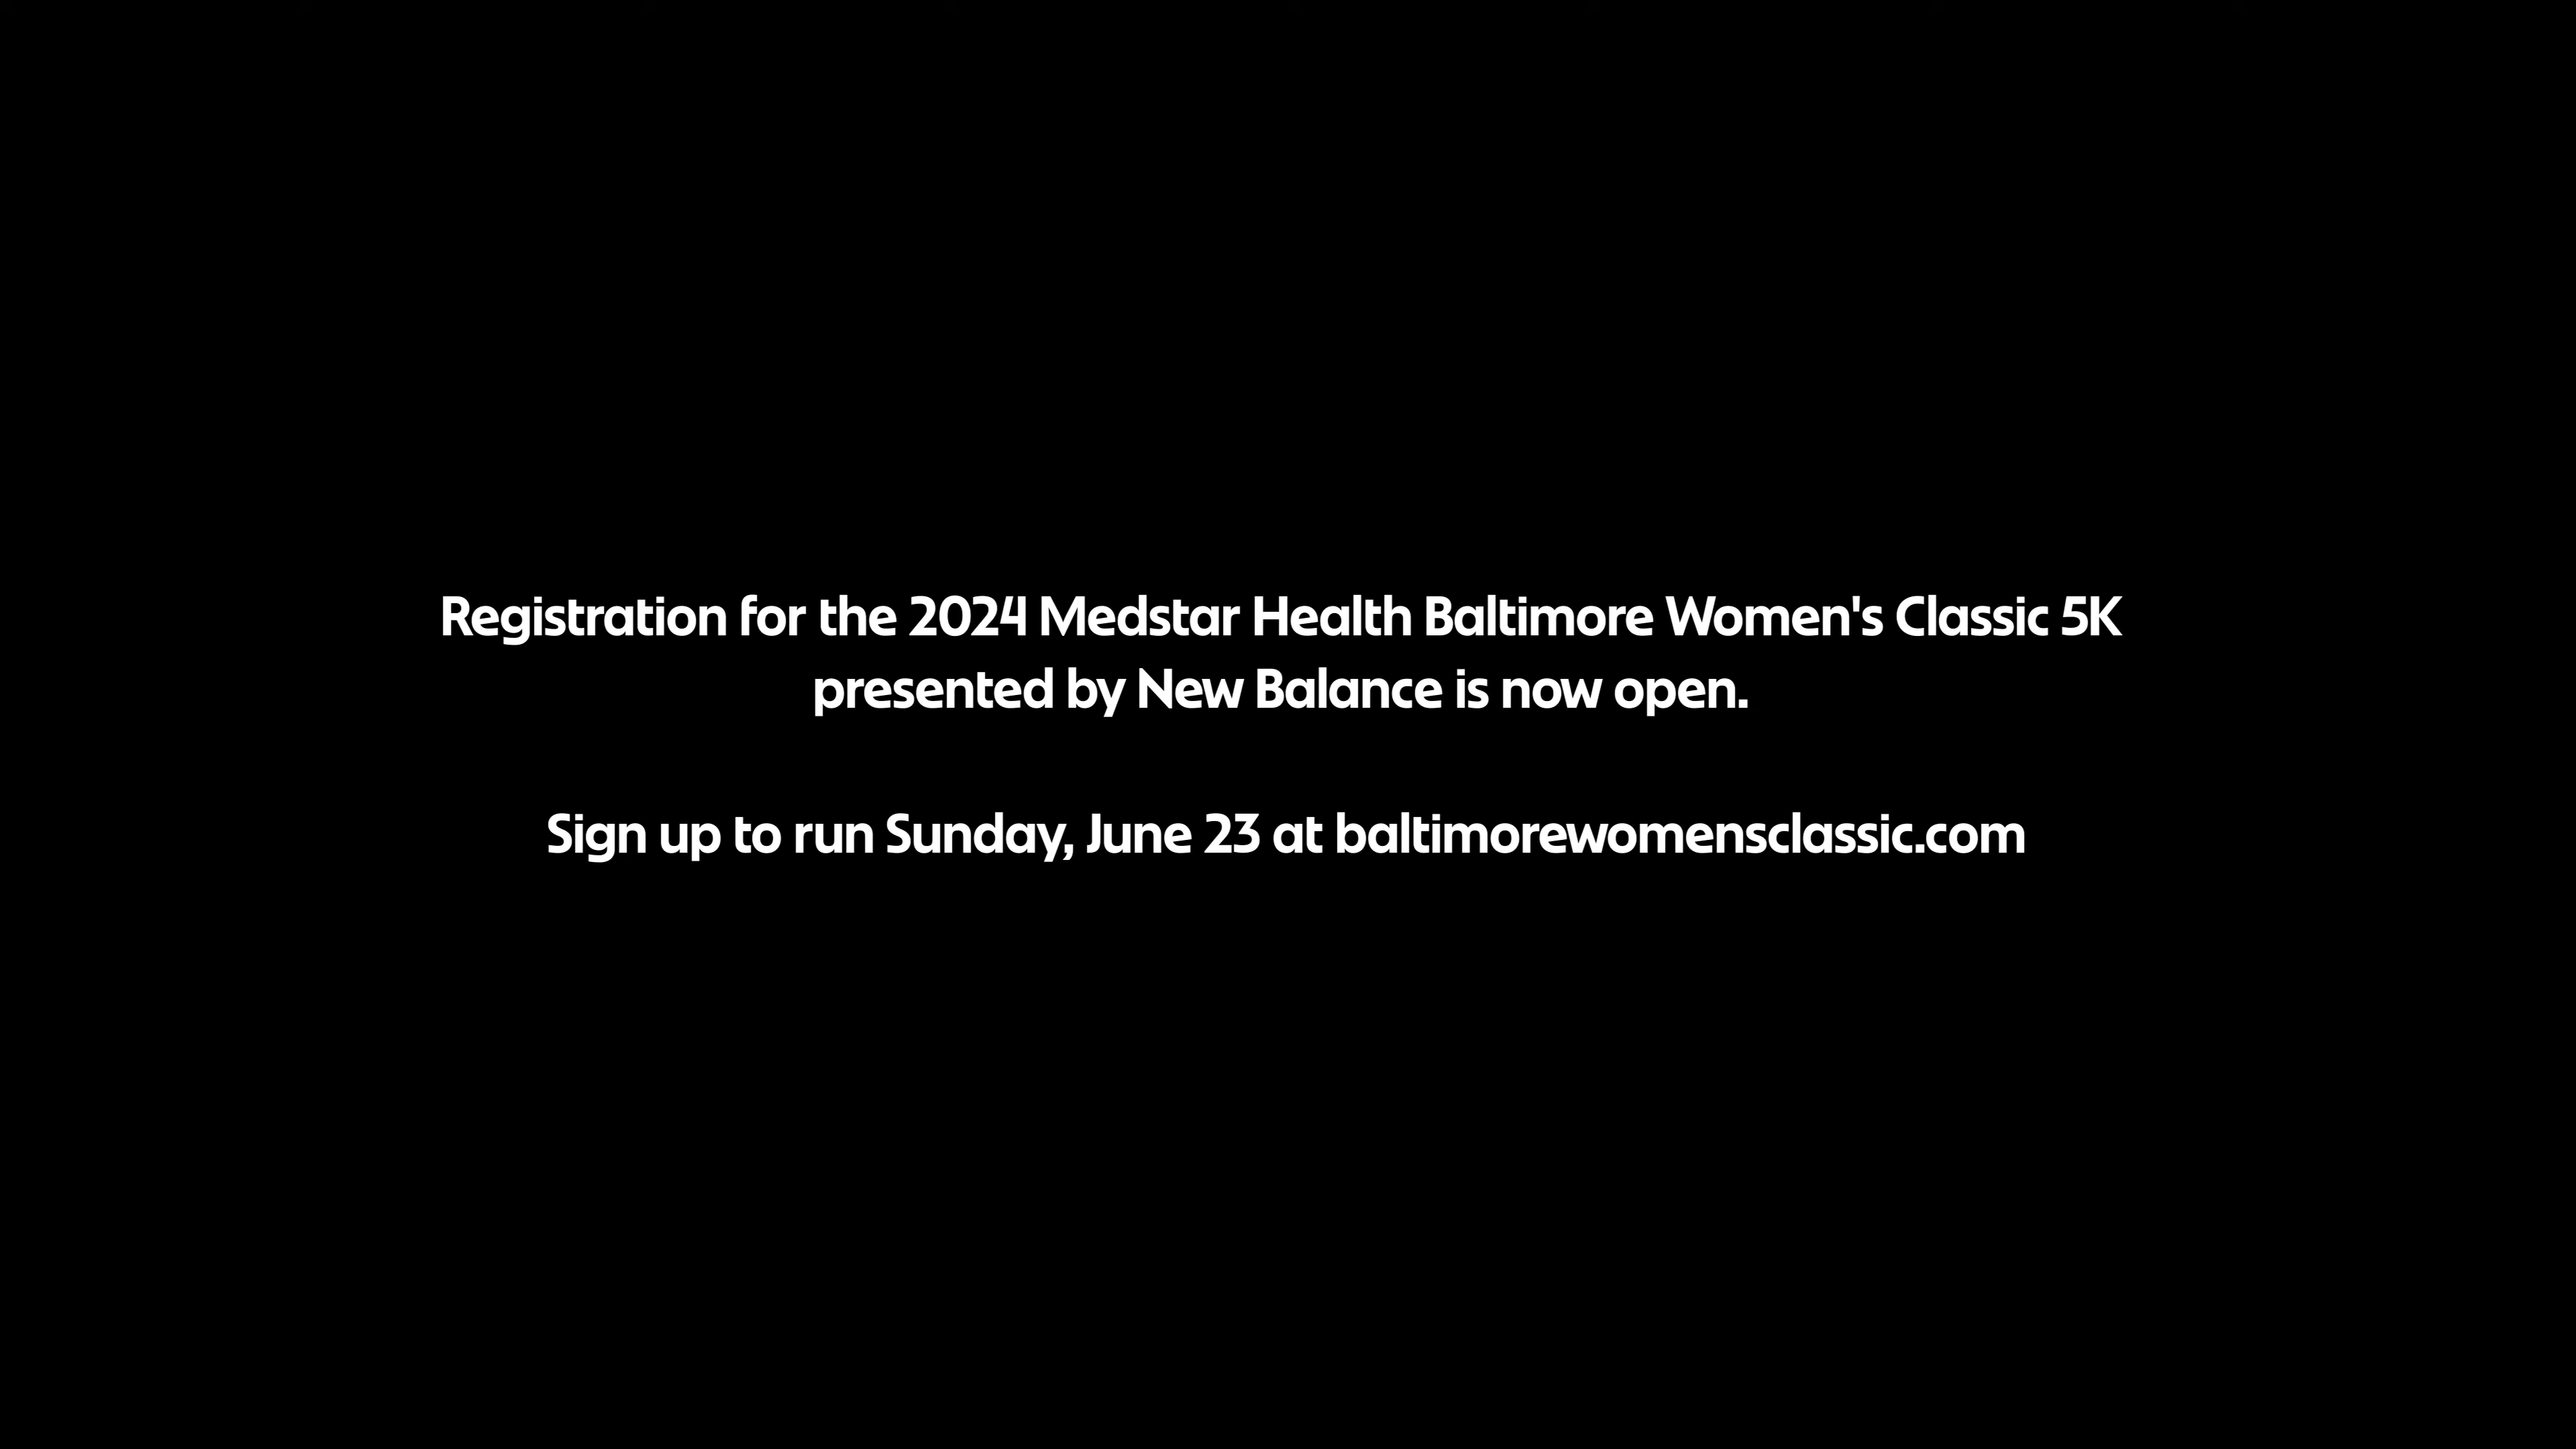 Registration for the 2024 Medstar Health Baltimore Women's Classic 5K
presented by New Balance is now open.
Sign up to run Sunday, June 23 at baltimorewomensclassic.com